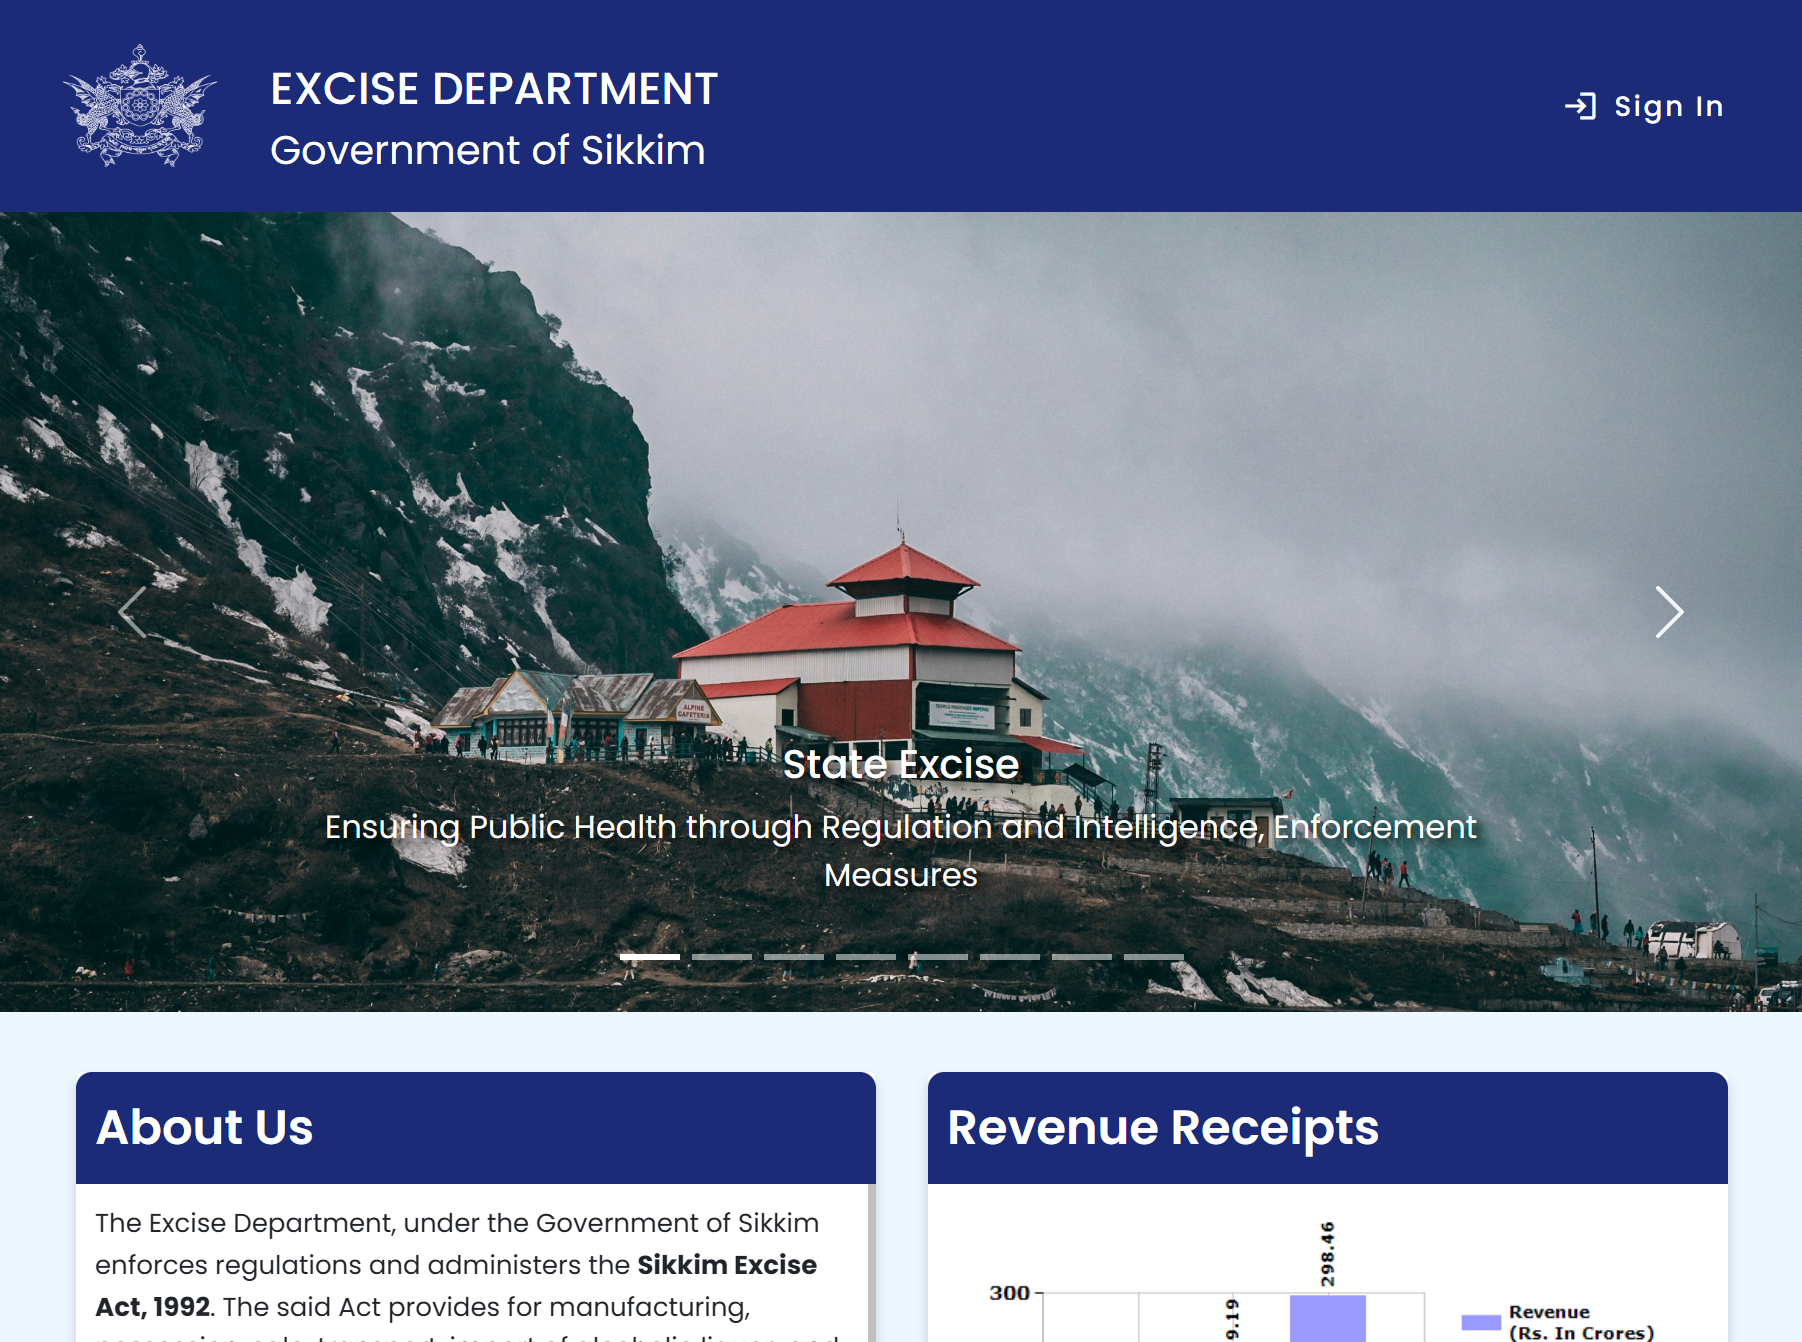 EXCISE DEPARTMENT
Government of Sikkim
Sign In
ALPINE
CAFETERIA
State Excise
Ensuring Public Health through Regulation and Intelligence, Enforcement
Measures
About Us
The Excise Department, under the Government of Sikkim
enforces regulations and administers the Sikkim Excise
Act, 1992. The said Act provides for manufacturing,
Revenue Receipts
298.46
300
9.19
Revenue
(Rs. In Crores)